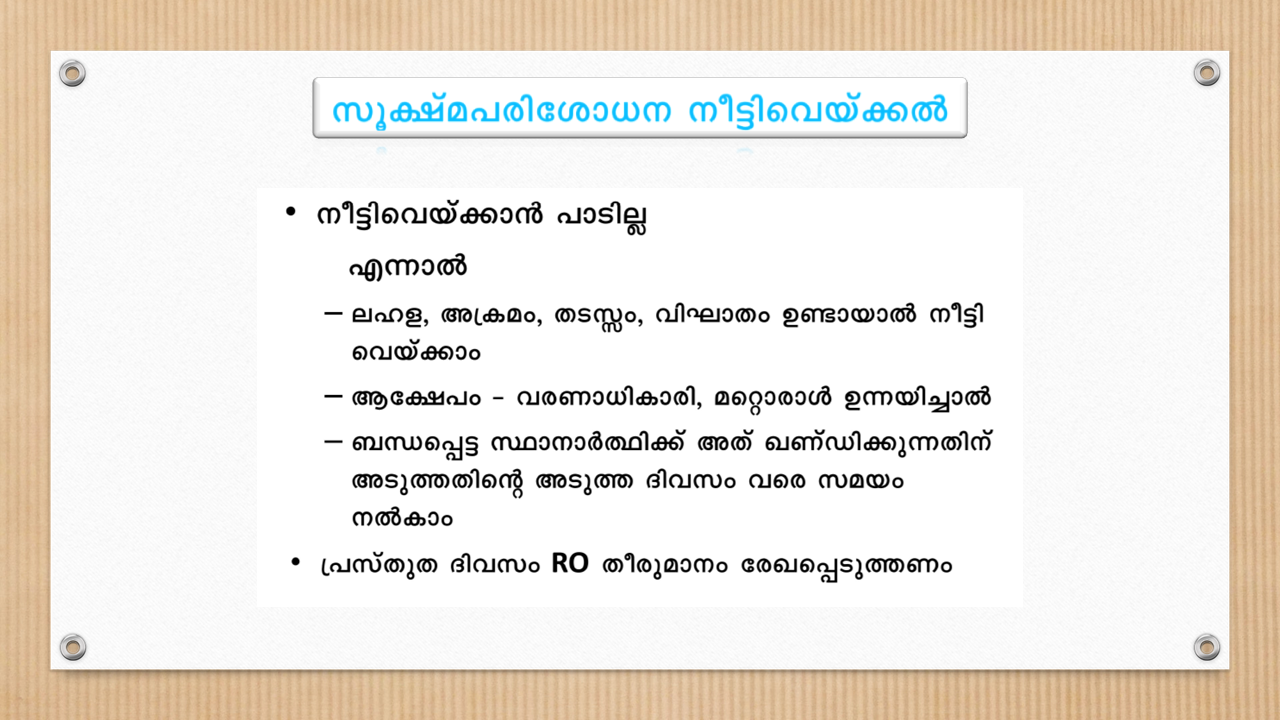 സൂക്ഷ്മപരിശോധന നീട്ടിവെയ്ക്കൽ
• നീട്ടിവെയ്ക്കാൻ പാടില്ല
എന്നാൽ
– ലഹള, അക്രമം, തടസ്സം, വിഘാതം ഉണ്ടായാൽ നീട്ടി
വെയ്ക്കാം
– ആക്ഷേപം – വരണാധികാരി, മറ്റൊരാൾ ഉന്നയിച്ചാൽ
– ബന്ധപ്പെട്ട സ്ഥാനാർത്ഥിക്ക് അത് ഖണ്ഡിക്കുന്നതിന്
അടുത്തതിന്റെ അടുത്ത ദിവസം വരെ സമയം
നൽകാം
• പ്രസ്തുത ദിവസം RO തീരുമാനം രേഖപ്പെടുത്തണം